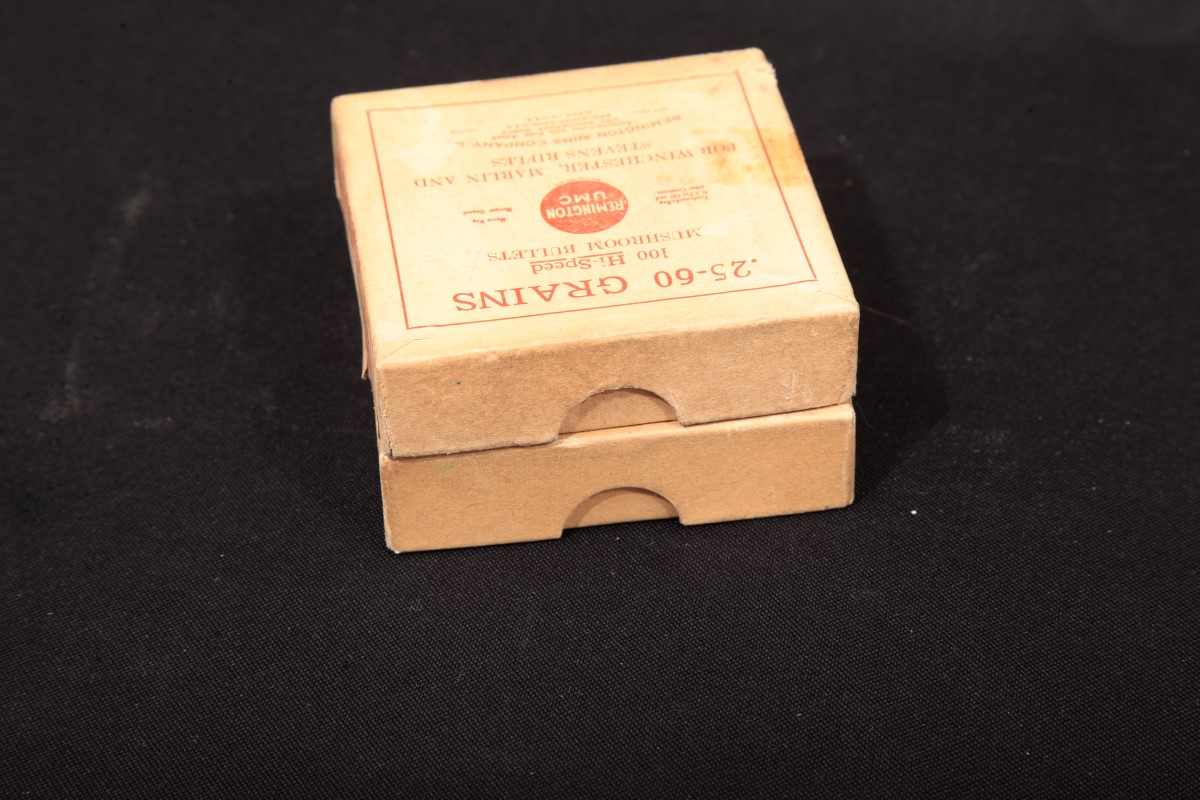 .25-60 GRAINS
100 Hi-Speed
MUSHROOM BULLETS
REMINGTON
UMC
FOR WINCHESTER, MARLIN AND
STEVENS RIFLES
REMINGTON ARMS COMPANY,